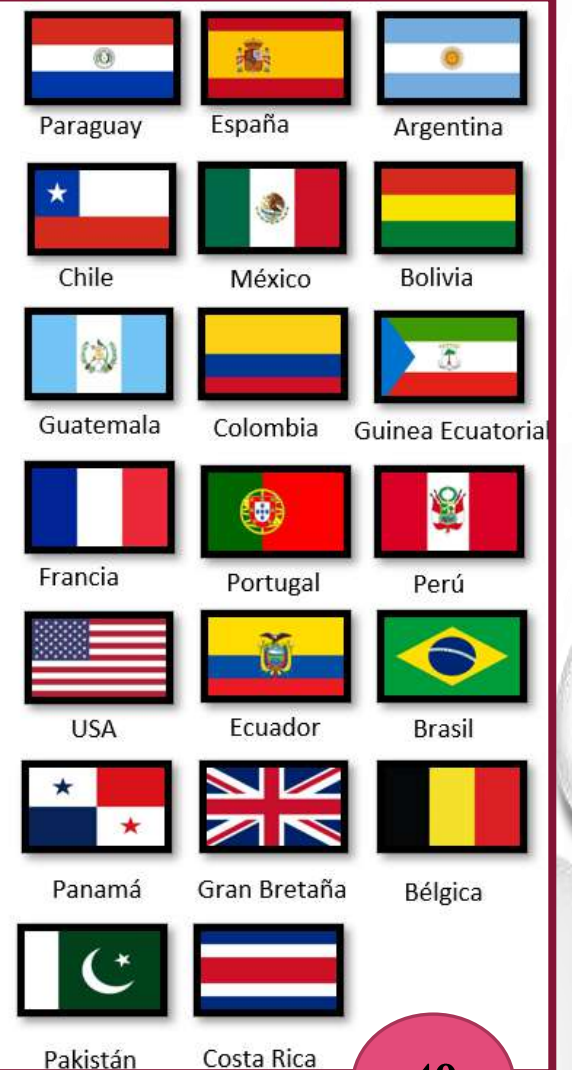 Paraguay España Argentina
Chile México Bolivia
Guatemala Colombia Guinea Ecuatorial
Francia Portugal Perú
USA Ecuador Brasil
Panamá Gran Bretaña Bélgica
Pakistán Costa Rica